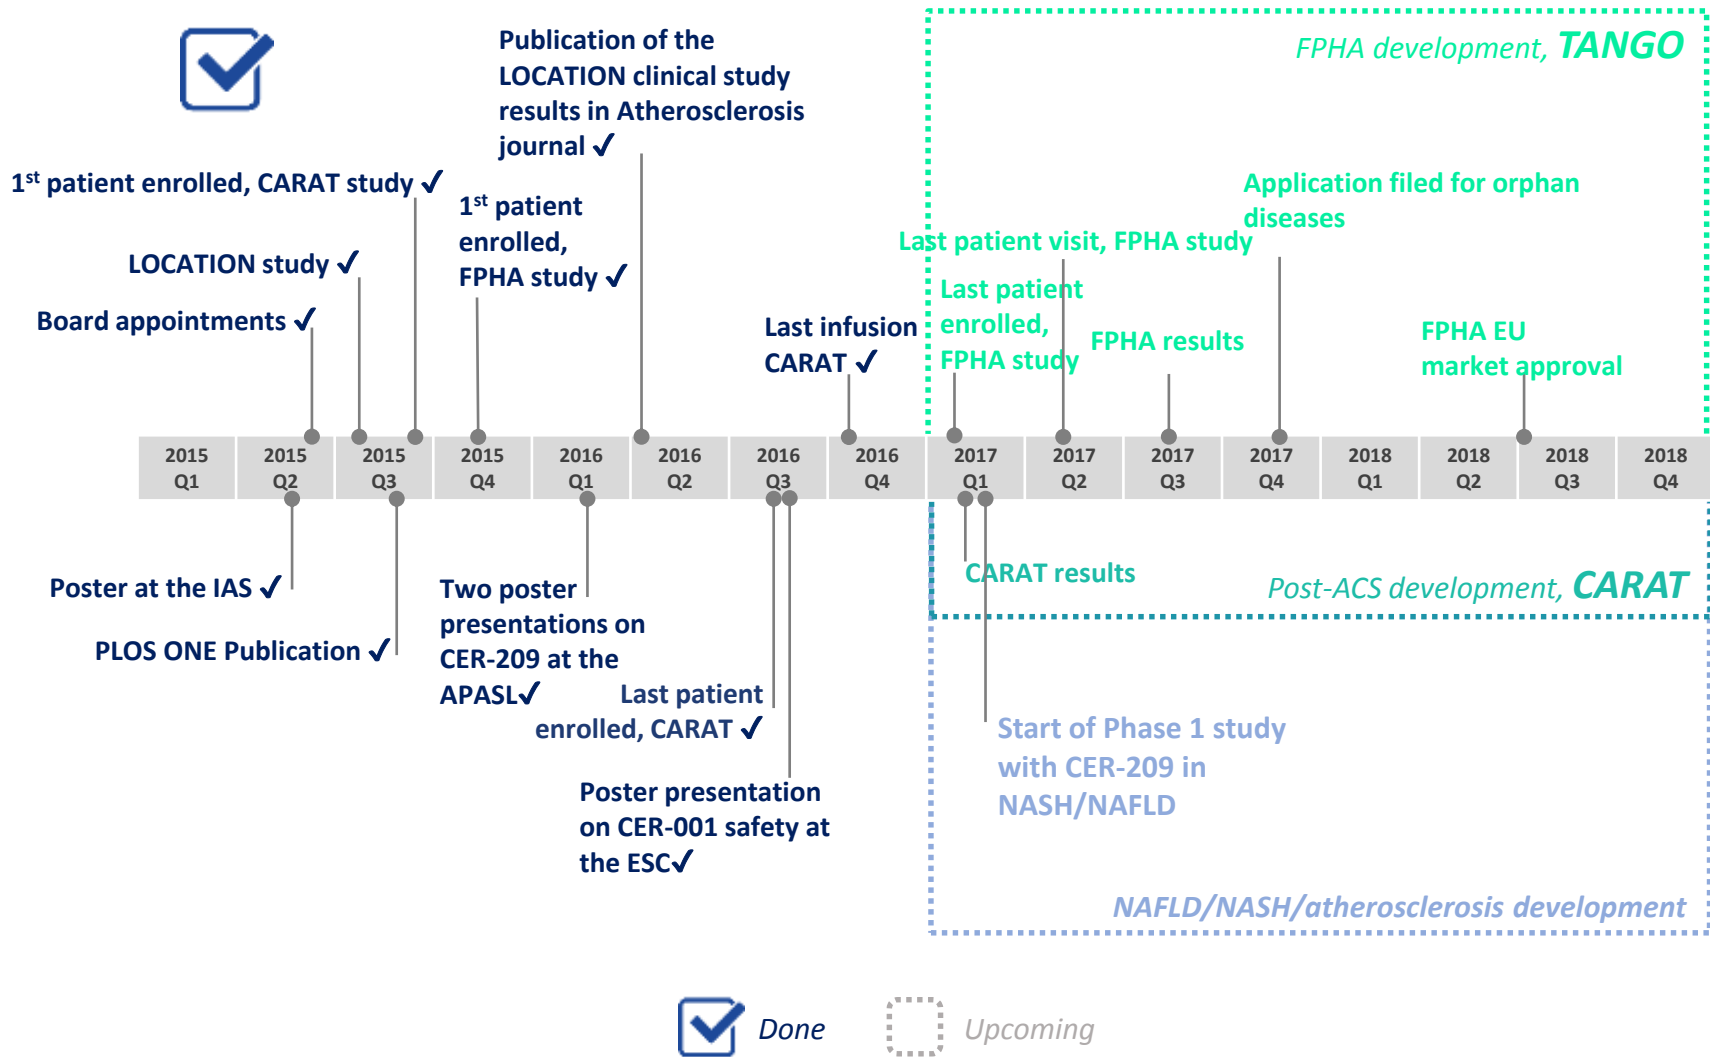 Publication of the
LOCATION clinical study
results in Atherosclerosis
journal ✓
FPHA development, TANGO
1st patient enrolled, CARAT study ✓
1st patient
enrolled,
FPHA study ✓
Application filed for orphan
diseases
LOCATION study ✓
Last patient visit, FPHA study
Board appointments ✓
Last infusion
CARAT ✓
Last patient
enrolled,
FPHA study
FPHA results
FPHA EU
market approval
2015 2015 2015 2015 2016 2016 2016 2016 2017 2017 2017 2017 2018 2018 2018 2018
Q1 Q2 Q3 Q4 Q1 Q2 Q3 Q4 Q1 Q2 Q3 Q4 Q1 Q2 Q3 Q4
Poster at the IAS ✓
PLOS ONE Publication ✓
Two poster
presentations on
CER-209 at the
APASL✓
Last patient
enrolled, CARAT ✓
Poster presentation
on CER-001 safety at
the ESC✓
CARAT results
Post-ACS development, CARAT
Start of Phase 1 study
with CER-209 in
NASH/NAFLD
NAFLD/NASH/atherosclerosis development
Done
Upcoming